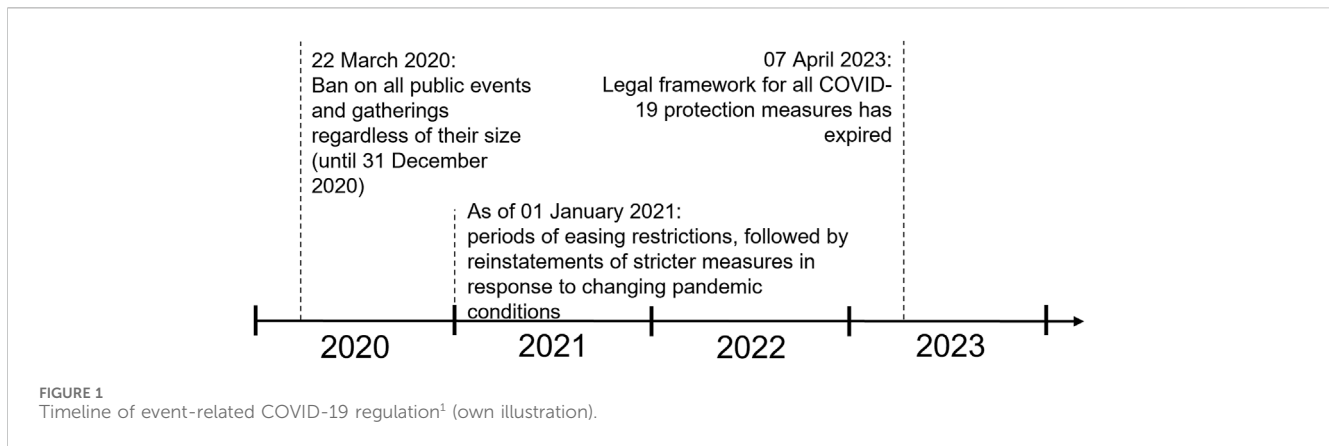 22 March 2020:
Ban on all public events
and gatherings
regardless of their size
(until 31 December
2020)
07 April 2023:
Legal framework for all COVID-
19 protection measures has
expired
As of 01 January 2021:
periods of easing restrictions, followed by
reinstatements of stricter measures in
response to changing pandemic
conditions
2020
2021
2022
2023
FIGURE 1
Timeline of event-related COVID-19 regulation¹ (own illustration).